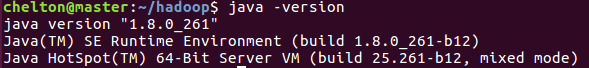 chelton@master:~/hadoop$ java -version
java version "1.8.0_261"
Java(TM) SE Runtime Environment (build 1.8.0_261-b12)
Java HotSpot(TM) 64-Bit Server VM (build 25.261-b12, mixed mode)